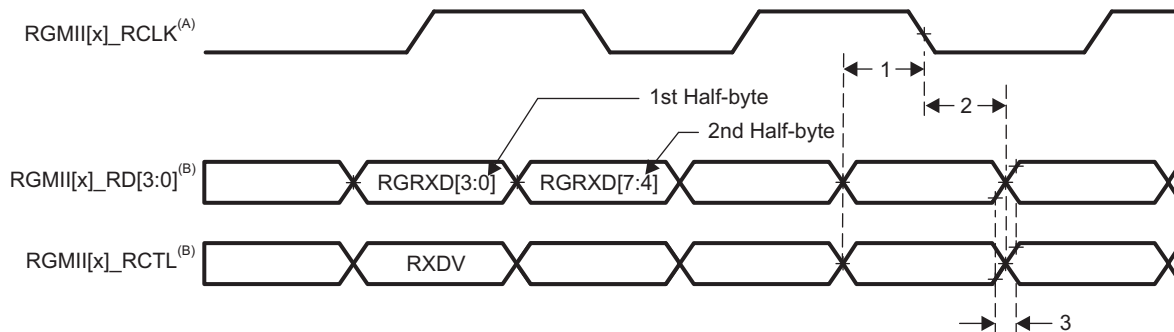 RGMII[x]_RCLK(A)
1
2
1st Half-byte
2nd Half-byte
RGMII[x]_RD[3:0](B)
RGRXD[3:0]
RGRXD[7:4]
RGMII[x]_RCTL(B)
RXDV
3